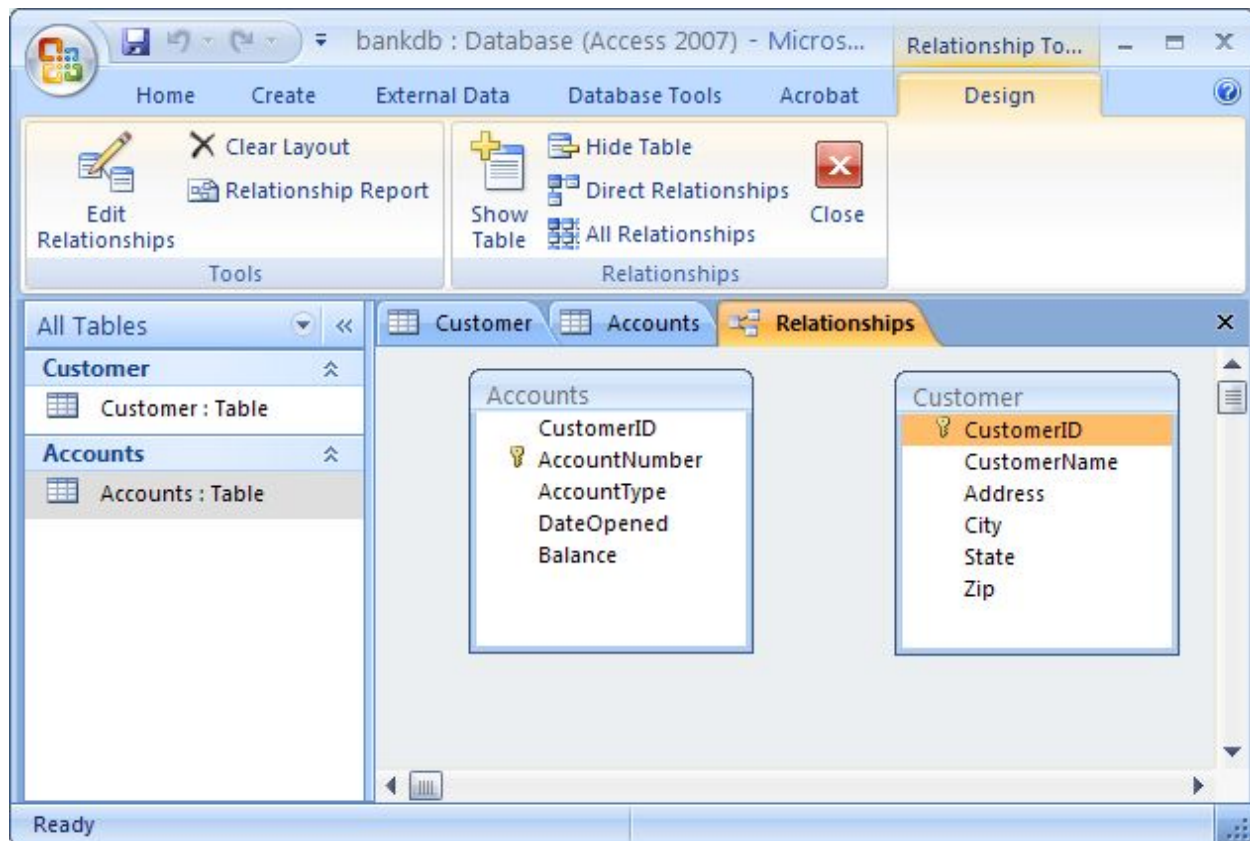 bankdb : Database (Access 2007) - Micros...
Relationship To...
Home Create External Data Database Tools Acrobat Design
Edit
Relationships
Clear Layout
Relationship Report
Tools
Show
Table
Hide Table
Direct Relationships
All Relationships
Close
Relationships
All Tables
Customer
Customer : Table
Accounts
Accounts : Table
Customer Accounts Relationships
Accounts
CustomerID
AccountNumber
AccountType
DateOpened
Balance
Customer
CustomerID
CustomerName
Address
City
State
Zip
Ready